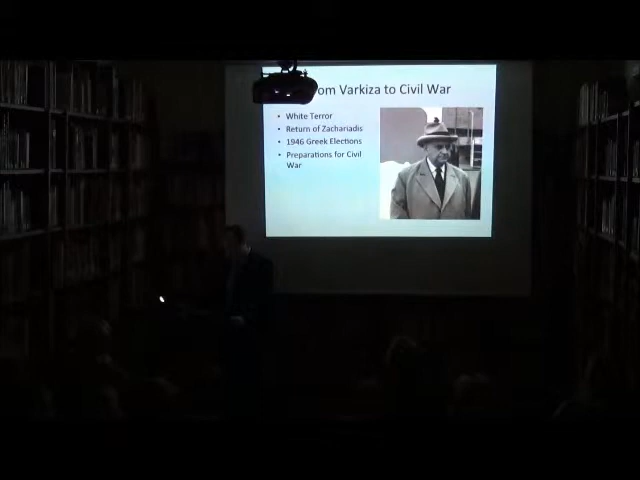 om Varkiza to Civil War
• White Terror
• Return of Zachariadis
• 1946 Greek Elections
• Preparations for Civil
War